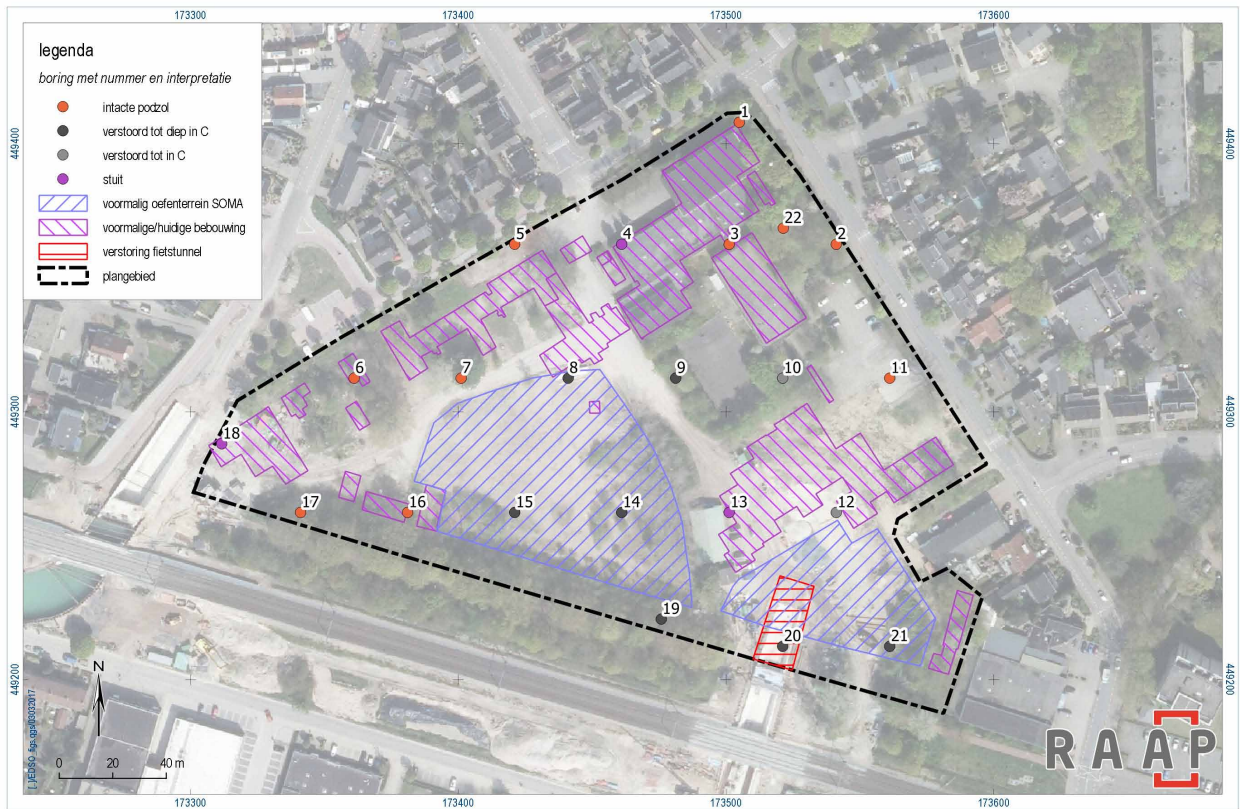 173300 173400 173500 173600
legenda
boring met nummer en interpretatie
intacte podzol
verstoord tot diep in C
verstoord tot in C
stuit
voormalig oefenterrein SOMA
voormalige/huidige bebouwing
verstoring fietstunnel
plangebied
449400 449400
1
22
5 4 3 2
6 7 8 9 10 11
449300 449300
18
17 16 15 14 13 12
19
20 21
449200 449200
N
0 20 40 m
RAAP
173300 173400 173500 173600